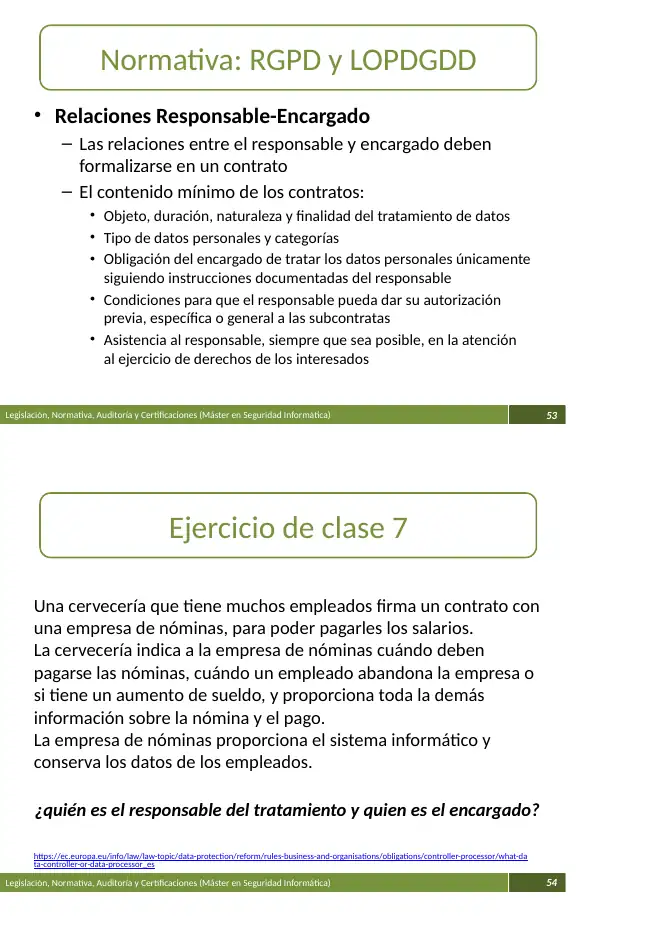 Normativa: RGPD y LOPDGDD
• Relaciones Responsable-Encargado
– Las relaciones entre el responsable y encargado deben
formalizarse en un contrato
– El contenido mínimo de los contratos:
• Objeto, duración, naturaleza y finalidad del tratamiento de datos
• Tipo de datos personales y categorías
• Obligación del encargado de tratar los datos personales únicamente
siguiendo instrucciones documentadas del responsable
• Condiciones para que el responsable pueda dar su autorización
previa, específica o general a las subcontratas
• Asistencia al responsable, siempre que sea posible, en la atención
al ejercicio de derechos de los interesados
Legislación, Normativa, Auditoría y Certificaciones (Máster en Seguridad Informática) 53
Ejercicio de clase 7
Una cervecería que tiene muchos empleados firma un contrato con
una empresa de nóminas, para poder pagarles los salarios.
La cervecería indica a la empresa de nóminas cuándo deben
pagarse las nóminas, cuándo un empleado abandona la empresa o
si tiene un aumento de sueldo, y proporciona toda la demás
información sobre la nómina y el pago.
La empresa de nóminas proporciona el sistema informático y
conserva los datos de los empleados.
¿quién es el responsable del tratamiento y quien es el encargado?
https://ec.europa.eu/info/law/law-topic/data-protection/reform/rules-business-and-organisations/obligations/controller-processor/what-da
ta-controller-or-data-processor_es
Legislación, Normativa, Auditoría y Certificaciones (Máster en Seguridad Informática) 54